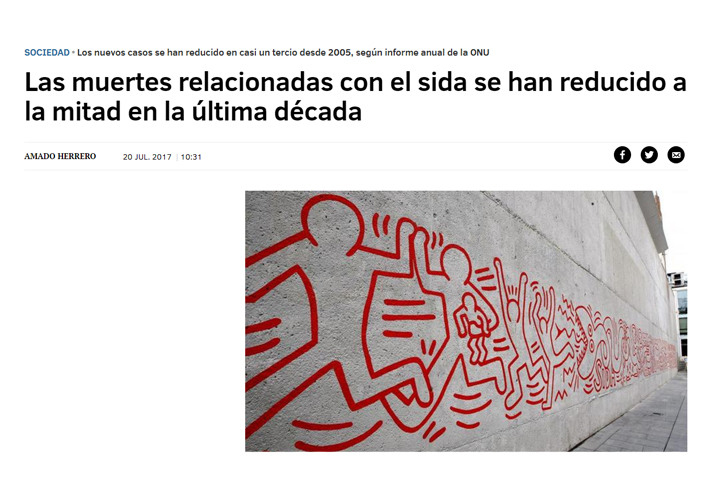 SOCIEDAD • Los nuevos casos se han reducido en casi un tercio desde 2005, según informe anual de la ONU
Las muertes relacionadas con el sida se han reducido a
la mitad en la última década
AMADO HERRERO 20 JUL. 2017 | 10:31